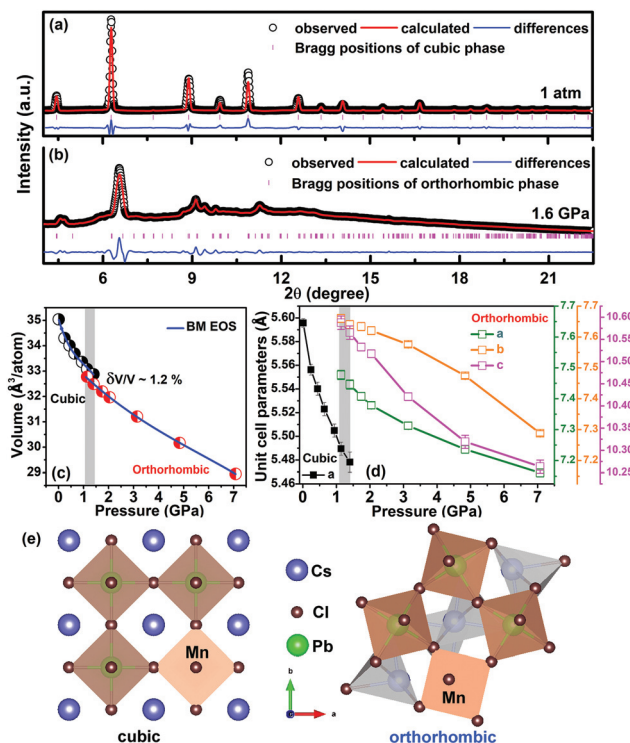 (a)
observed calculated differences
Bragg positions of cubic phase
1 atm
Intensity (a.u.)
(b)
observed calculated differences
Bragg positions of orthorhombic phase
1.6 GPa
6 9 12 15 18 21
2θ (degree)
35
34
33
32
31
30
29
Volume (Å³/atom)
BM EOS
δV/V ~ 1.2 %
Cubic
(c)
Orthorhombic
0 1 2 3 4 5 6 7
Pressure (GPa)
5.60
5.58
5.56
5.54
5.52
5.50
5.48
5.46
Unit cell parameters (Å)
Orthorhombic
a
b
c
Cubic
a
(d)
0 1 2 3 4 5 6 7
Pressure (GPa)
7.7
7.6
7.5
7.4
7.3
7.2
7.7
7.6
7.5
7.4
7.3
7.2
10.60
10.55
10.50
10.45
10.40
10.35
10.30
10.25
(e)
Mn
cubic
Cs
Cl
Pb
b
a
Mn
orthorhombic